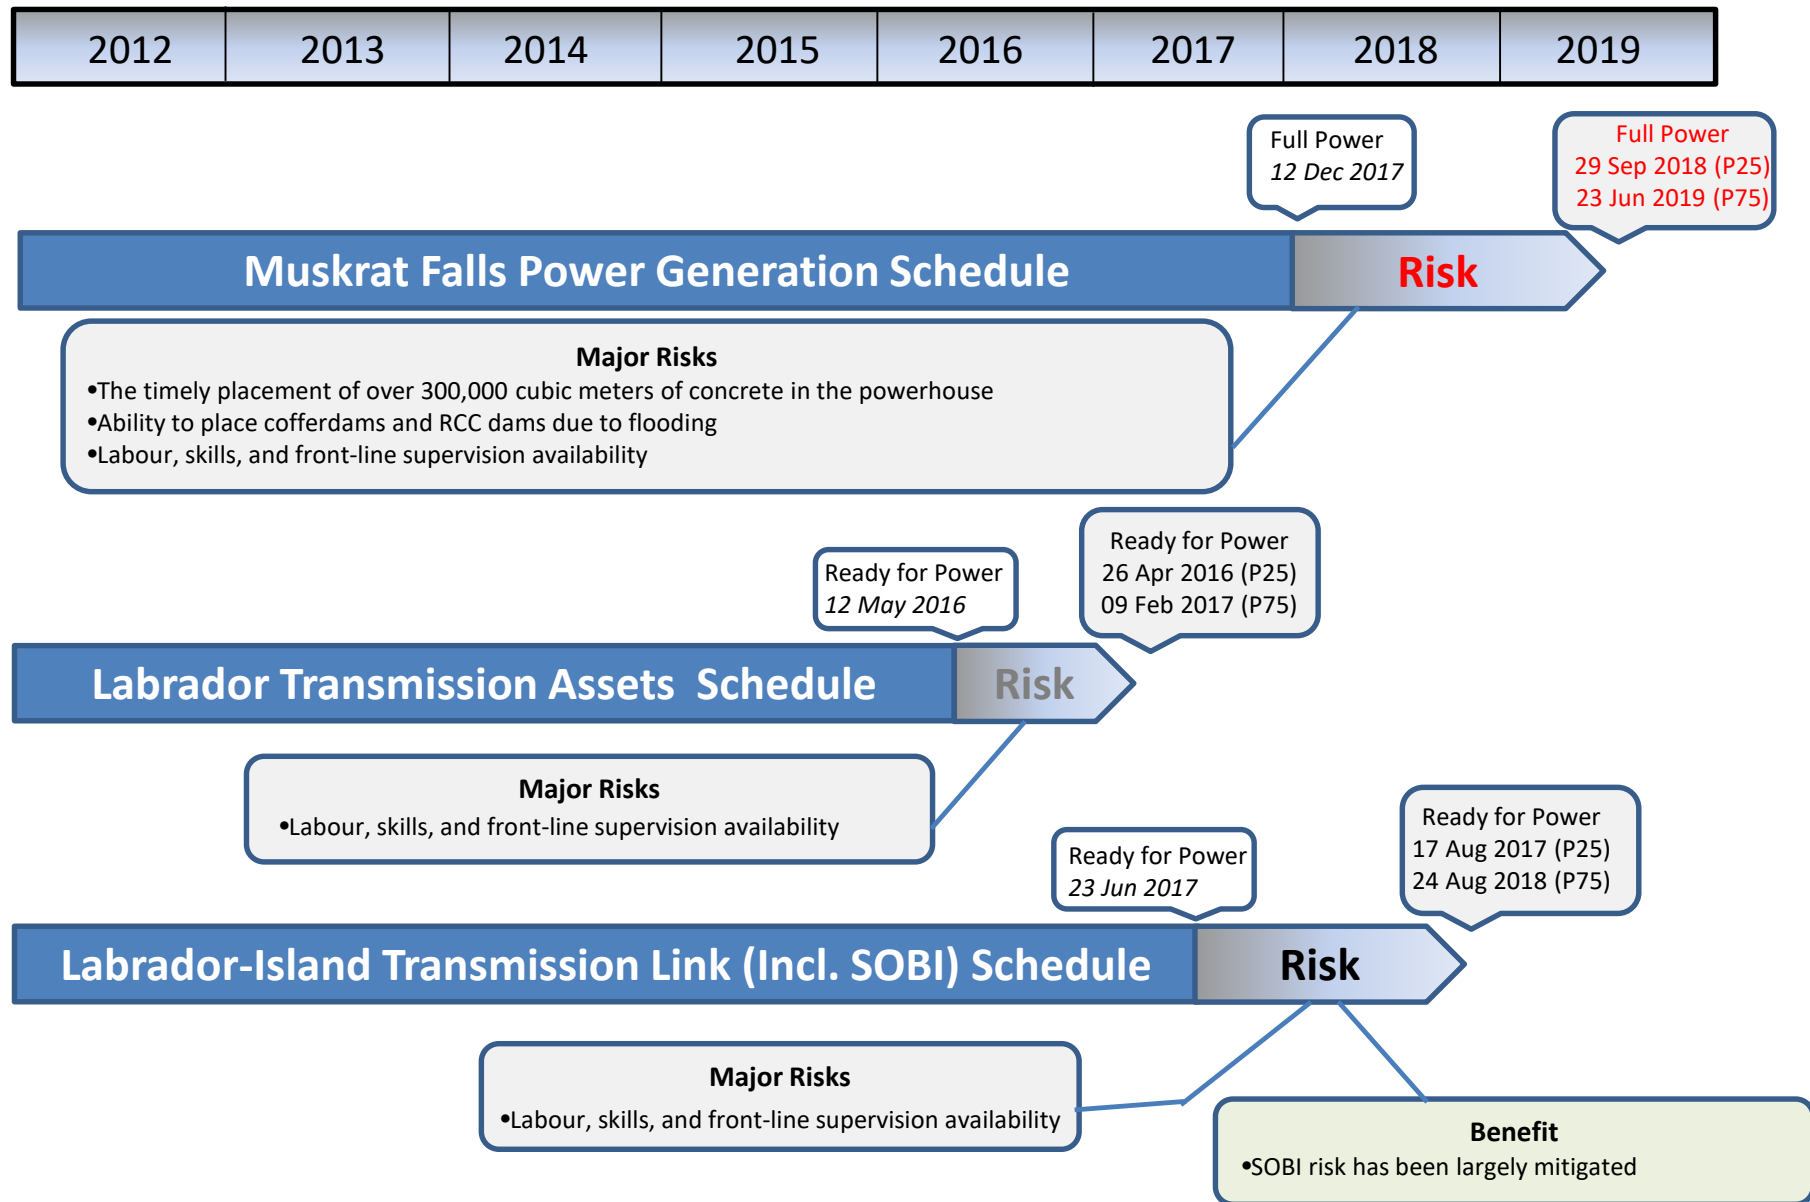 2012 2013 2014 2015 2016 2017 2018 2019
Full Power
12 Dec 2017
Full Power
29 Sep 2018 (P25)
23 Jun 2019 (P75)
Muskrat Falls Power Generation Schedule
Risk
Major Risks
•The timely placement of over 300,000 cubic meters of concrete in the powerhouse
•Ability to place cofferdams and RCC dams due to flooding
•Labour, skills, and front-line supervision availability
Ready for Power
12 May 2016
Ready for Power
26 Apr 2016 (P25)
09 Feb 2017 (P75)
Labrador Transmission Assets  Schedule
Risk
Major Risks
•Labour, skills, and front-line supervision availability
Ready for Power
23 Jun 2017
Ready for Power
17 Aug 2017 (P25)
24 Aug 2018 (P75)
Labrador-Island Transmission Link (Incl. SOBI) Schedule
Risk
Major Risks
•Labour, skills, and front-line supervision availability
Benefit
•SOBI risk has been largely mitigated